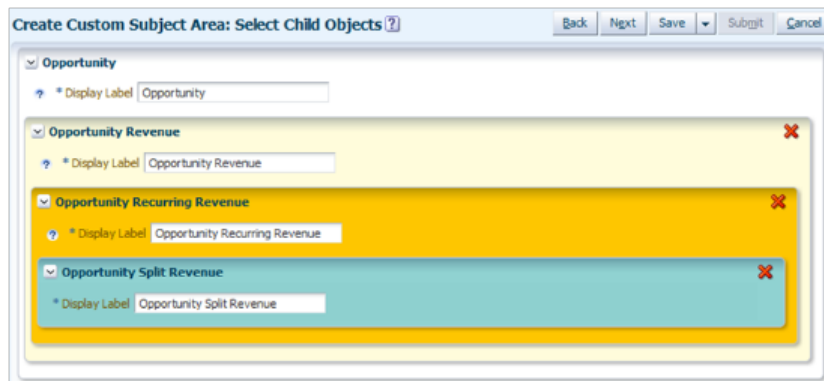 Create Custom Subject Area: Select Child Objects ? Back Next Save Submit Cancel
Opportunity
? * Display Label Opportunity
Opportunity Revenue
? * Display Label Opportunity Revenue
Opportunity Recurring Revenue
? * Display Label Opportunity Recurring Revenue
Opportunity Split Revenue
* Display Label Opportunity Split Revenue